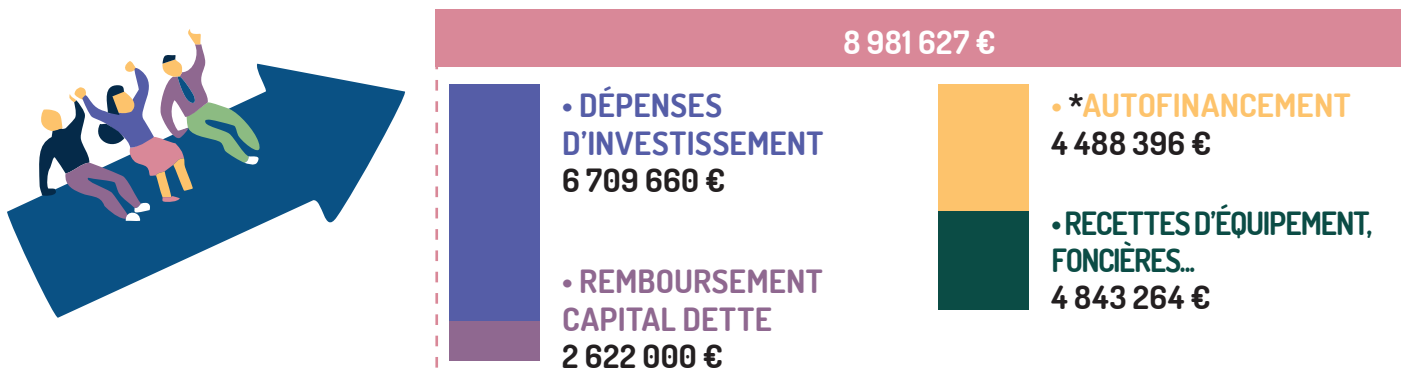 8 981 627 €
• DÉPENSES
D'INVESTISSEMENT
6 709 660 €
• REMBOURSEMENT
CAPITAL DETTE
2 622 000 €
• *AUTOFINANCEMENT
4 488 396 €
• RECETTES D'ÉQUIPEMENT,
FONCIÈRES...
4 843 264 €